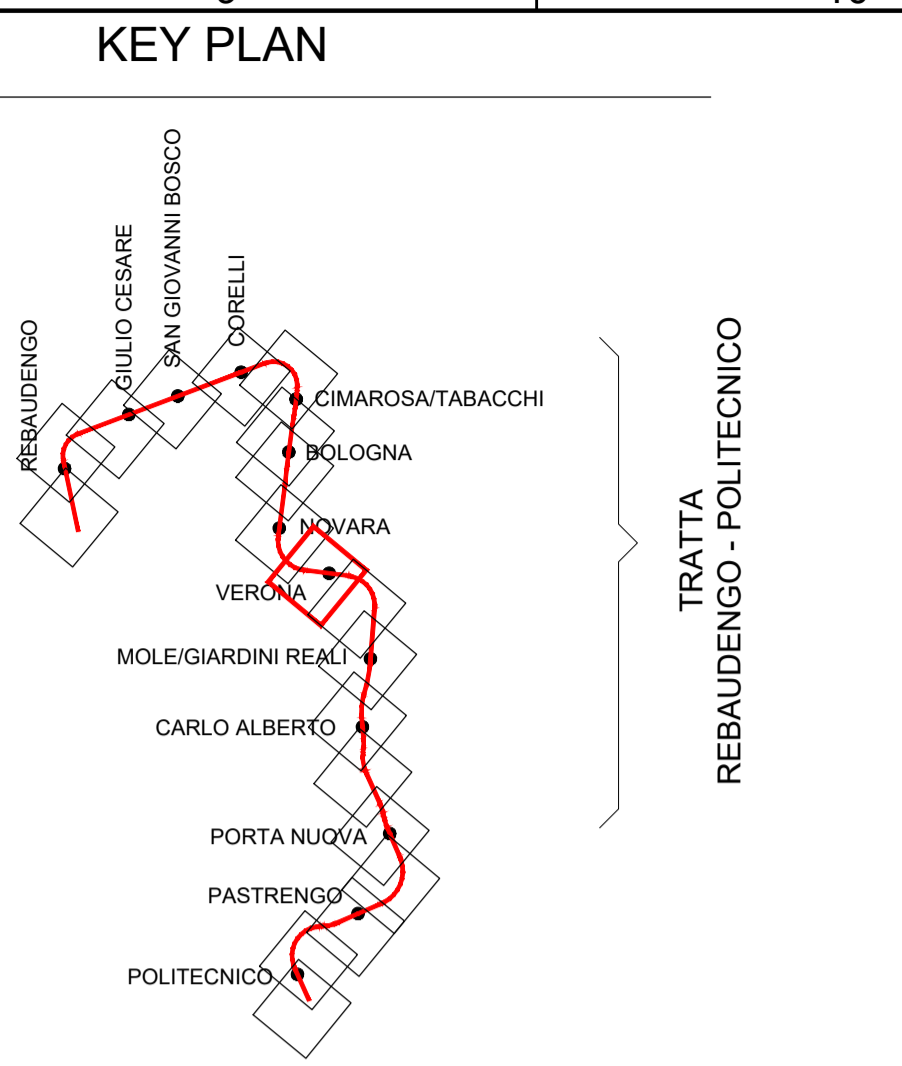 KEY PLAN
REBAUDENGO
GIULIO CESARE
SAN GIOVANNI BOSCO
CORELLI
CIMAROSA/TABACCHI
BOLOGNA
NOVARA
VERONA
MOLE/GIARDINI REALI
CARLO ALBERTO
PORTA NUOVA
PASTRENGO
POLITECNICO
TRATTA
REBAUDENGO - POLITECNICO